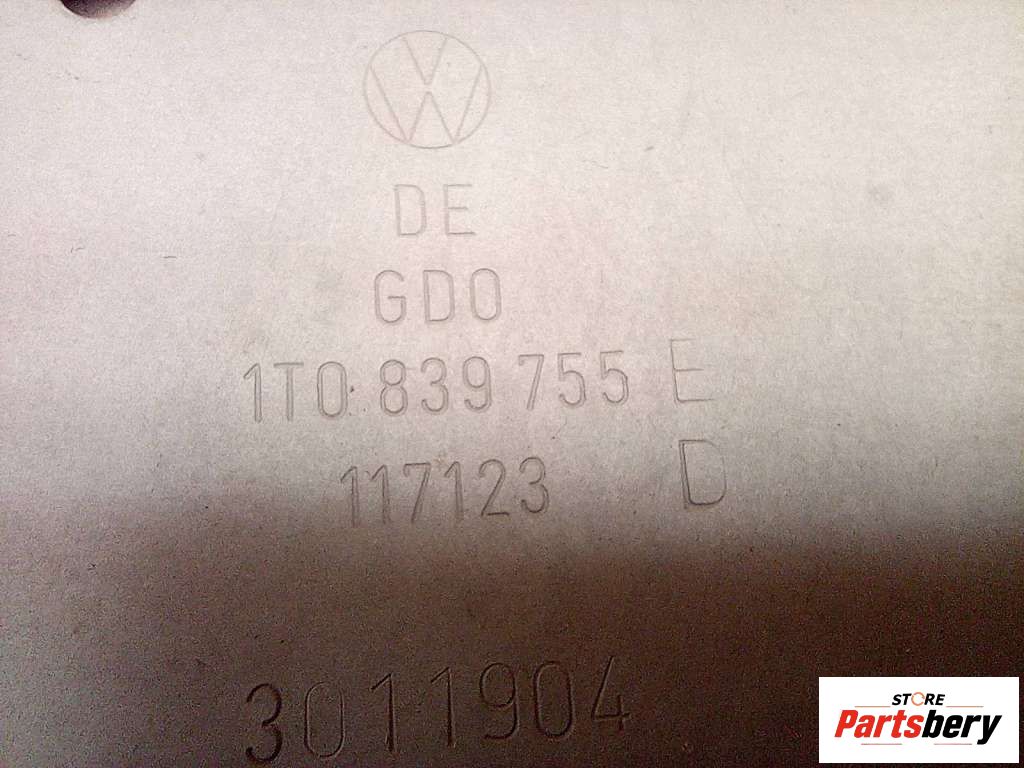 DE
GDO
1T0 839 755 E
117123 D
3011904
STORE
Partsbery